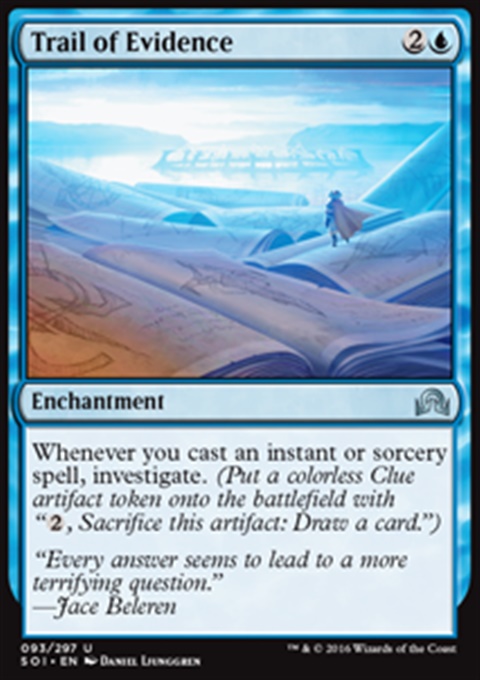 Trail of Evidence 2
Enchantment
Whenever you cast an instant or sorcery
spell, investigate. (Put a colorless Clue
artifact token onto the battlefield with
“2, Sacrifice this artifact: Draw a card.”)
“Every answer seems to lead to a more
terrifying question.”
—Jace Beleren
093/297 U
SOI • EN Daniel Ljunggren
™ & © 2016 Wizards of the Coast